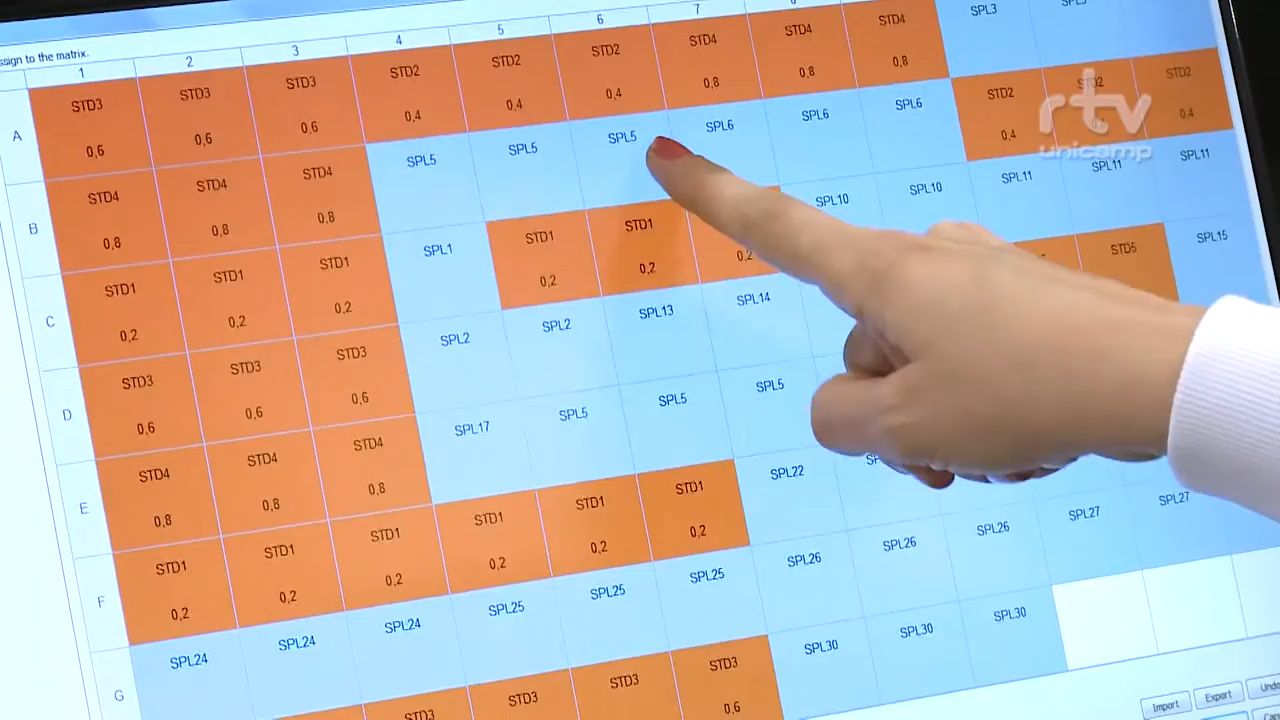 ssign to the matrix.
1 2 3 4 5 6 7
A STD3 STD3 STD3 STD2 STD2 STD2 STD4 STD4 STD4 SPL3
0,6 0,6 0,6 0,4 0,4 0,4 0,8 0,8 0,8
B STD4 STD4 STD4 SPL5 SPL5 SPL5 SPL6 SPL6 SPL6 STD2 STD2 STD2
0,8 0,8 0,8 0,4 0,4
C STD1 STD1 STD1 SPL1 STD1 STD1 SPL10 SPL10 SPL11 SPL11 SPL11
0,2 0,2 0,2 0,2 0,2 0,2
D STD3 STD3 STD3 SPL2 SPL2 SPL13 SPL14 STD5 SPL15
0,6 0,6 0,6
E STD4 STD4 STD4 SPL17 SPL5 SPL5 SPL5
0,8 0,8 0,8
F STD1 STD1 STD1 STD1 STD1 STD1 SPL22
0,2 0,2 0,2 0,2 0,2 0,2
G SPL24 SPL24 SPL24 SPL25 SPL25 SPL25 SPL26 SPL26 SPL26 SPL27 SPL27
STD3 STD3 STD3 STD3 SPL30 SPL30 SPL30
0,6
Import Export
rtv
unicamp